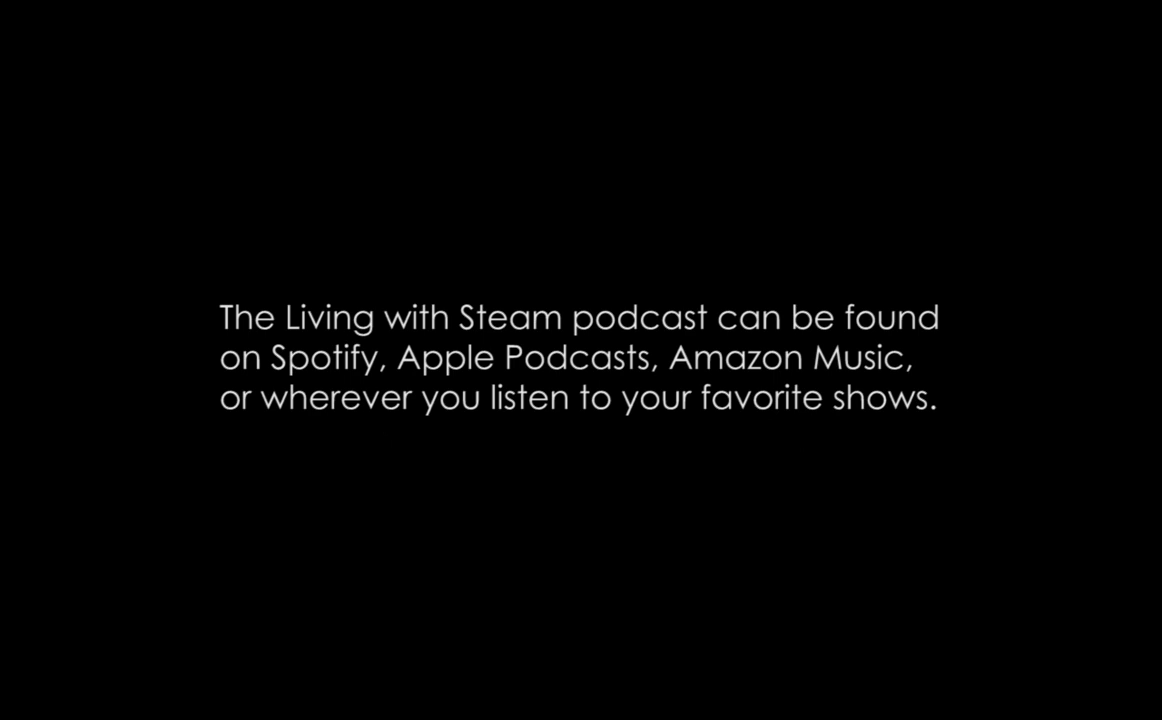 The Living with Steam podcast can be found
on Spotify, Apple Podcasts, Amazon Music,
or wherever you listen to your favorite shows.